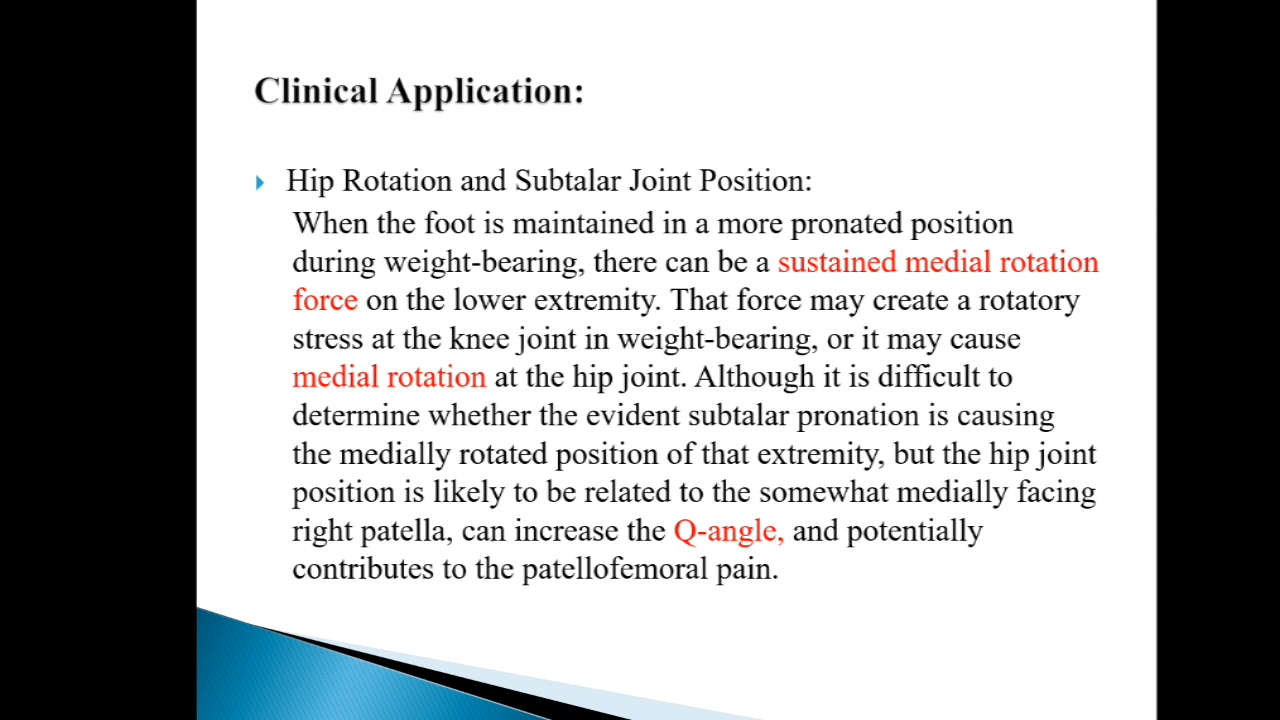 Clinical Application:
Hip Rotation and Subtalar Joint Position:
When the foot is maintained in a more pronated position
during weight-bearing, there can be a sustained medial rotation
force on the lower extremity. That force may create a rotatory
stress at the knee joint in weight-bearing, or it may cause
medial rotation at the hip joint. Although it is difficult to
determine whether the evident subtalar pronation is causing
the medially rotated position of that extremity, but the hip joint
position is likely to be related to the somewhat medially facing
right patella, can increase the Q-angle, and potentially
contributes to the patellofemoral pain.